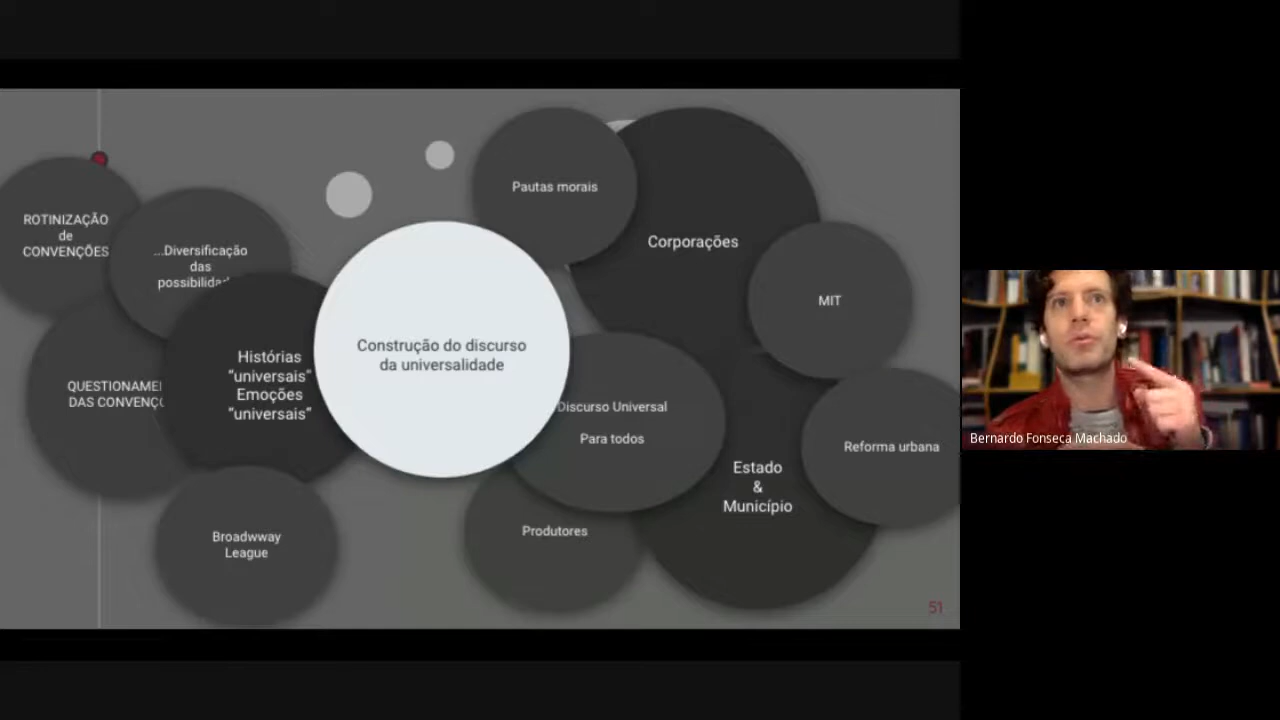 Pautas morais
ROTINIZAÇÃO
de
CONVENÇÕES
...Diversificação
das
Corporações
MIT
Construção do discurso
da universalidade
Histórias
“universais“
Emoções
“universais“
DAS
Discurso Universal
Para todos
Reforma urbana
Estado
&
Município
Produtores
Broadwway
League
51
Bernardo Fonseca Machado